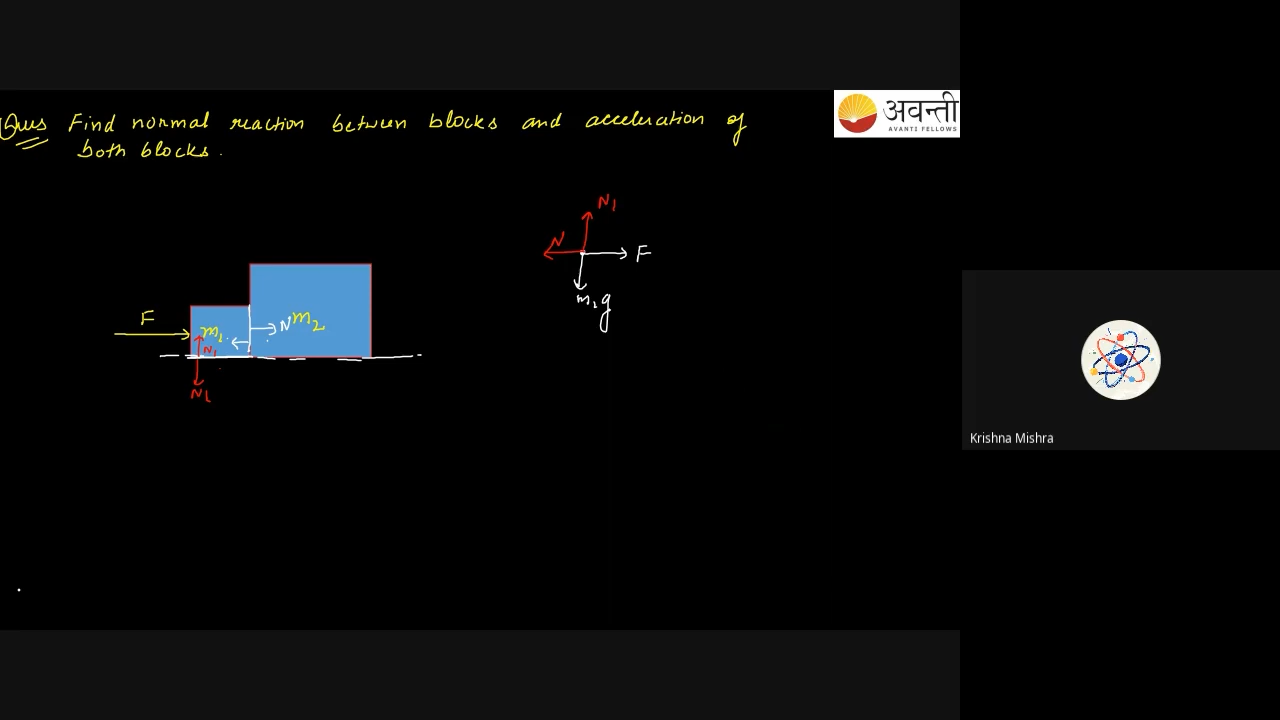 Ques Find normal reaction between blocks and acceleration of
both blocks.
अवन्ती
AVANTI FELLOWS
N1
N
F
m1g
F
m1
N
m2
N1
N1
Krishna Mishra